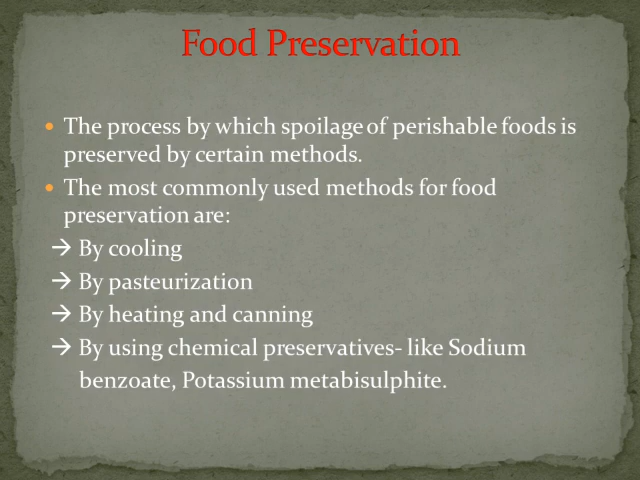 Food Preservation
• The process by which spoilage of perishable foods is
preserved by certain methods.
• The most commonly used methods for food
preservation are:
→ By cooling
→ By pasteurization
→ By heating and canning
→ By using chemical preservatives- like Sodium
benzoate, Potassium metabisulphite.